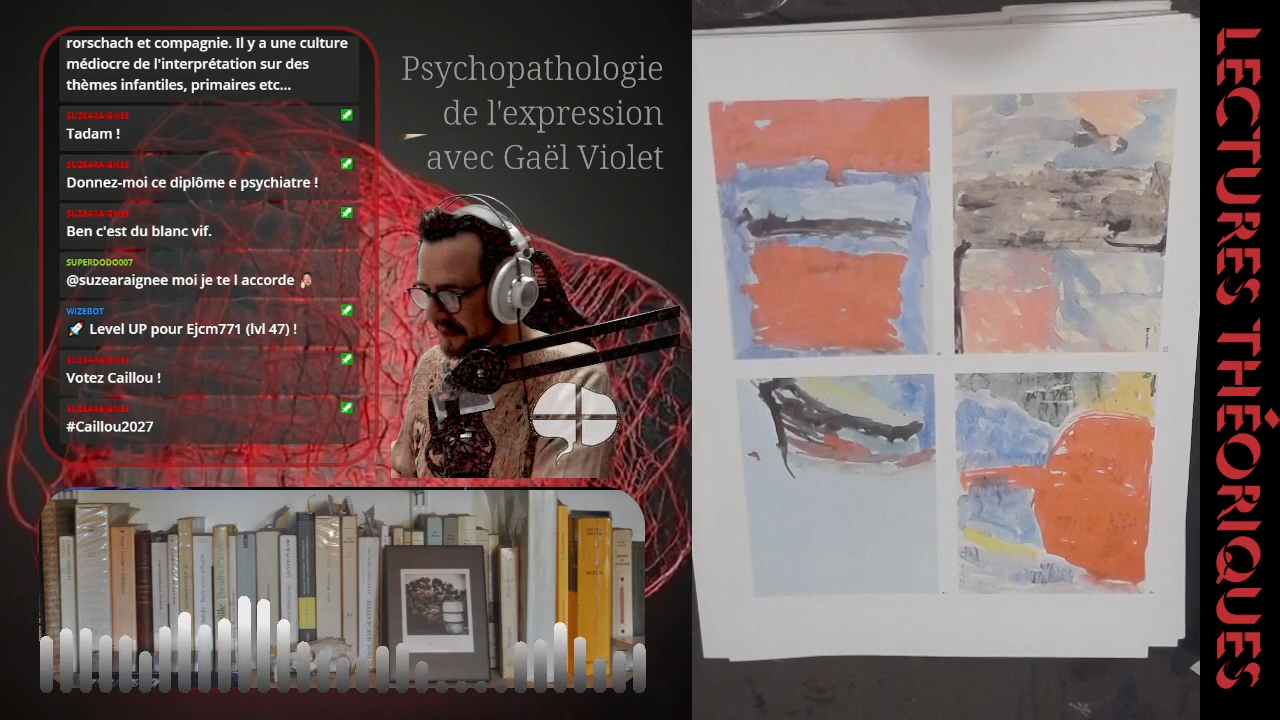 rorschach et compagnie. Il y a une culture
médiocre de l'interprétation sur des
thèmes infantiles, primaires etc...
SUZEARAIGNEE
Tadam !
SUZEARAIGNEE
Donnez-moi ce diplôme e psychiatre !
SUZEARAIGNEE
Ben c'est du blanc vif.
SUPERDODO007
@suzearaignee moi je te l accorde
WIZEBOT
Level UP pour Ejcm771 (lvl 47) !
SUZEARAIGNEE
Votez Caillou !
SUZEARAIGNEE
#Caillou2027
Psychopathologie
de l'expression
avec Gaël Violet
LECTURES THÉORIQUES